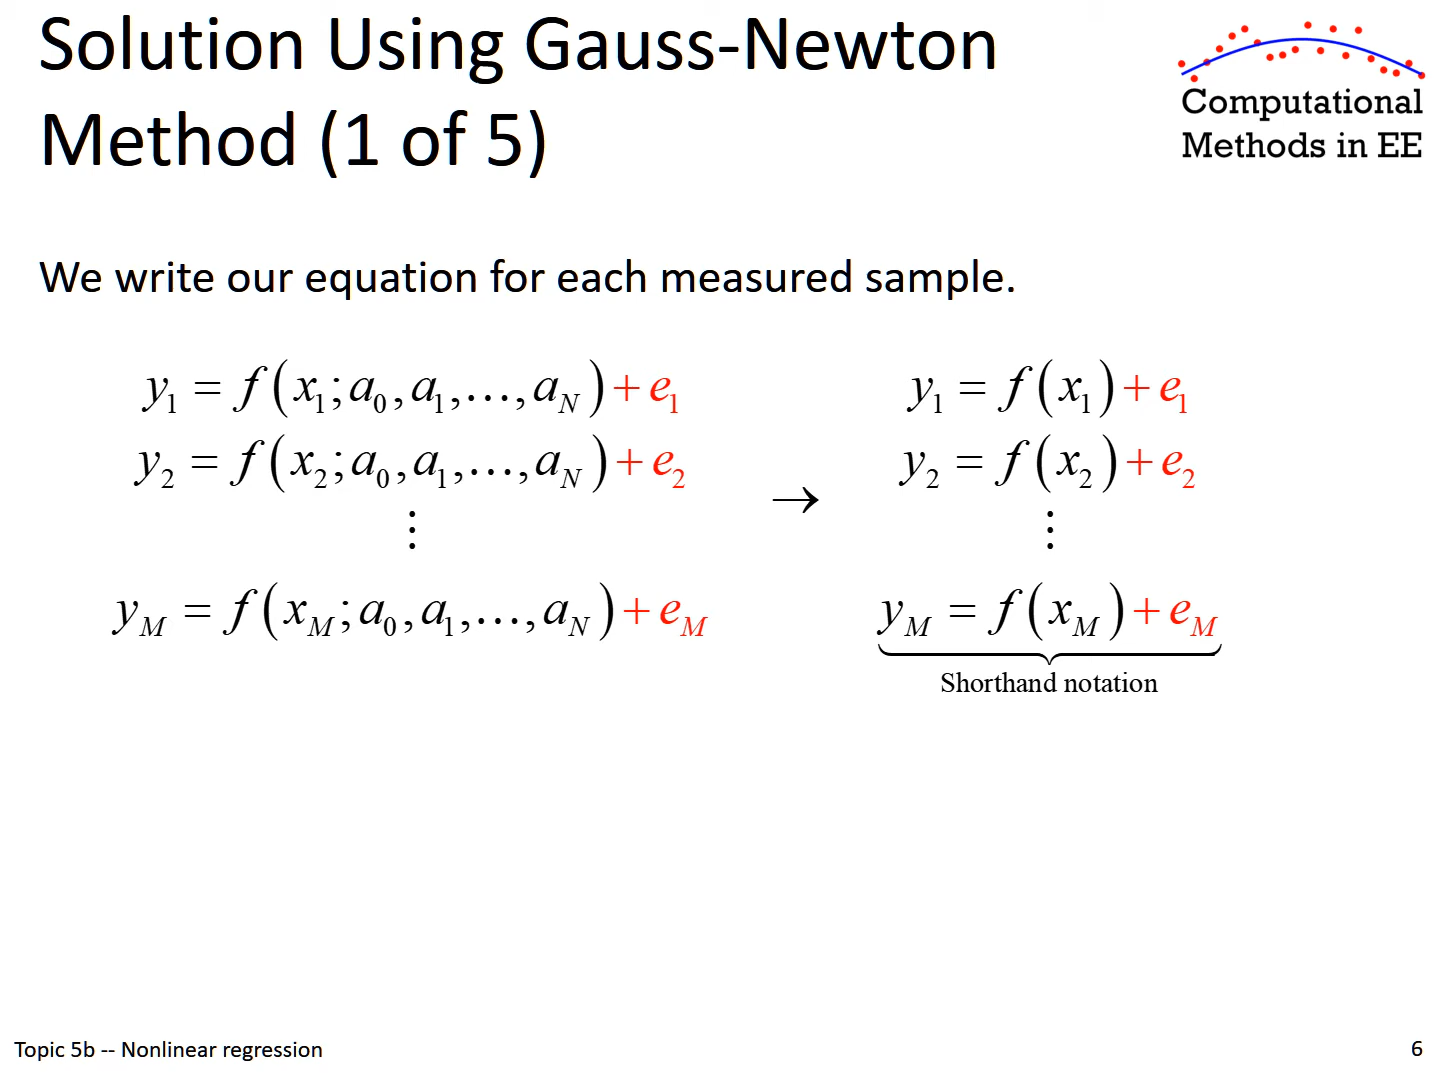 Solution Using Gauss-Newton
Method (1 of 5)
Computational
Methods in EE
We write our equation for each measured sample.
y₁ = f(x₁; a₀, a₁, …, a_N) + e₁
y₂ = f(x₂; a₀, a₁, …, a_N) + e₂
⋮
y_M = f(x_M; a₀, a₁, …, a_N) + e_M
→
y₁ = f(x₁) + e₁
y₂ = f(x₂) + e₂
⋮
y_M = f(x_M) + e_M
Shorthand notation
Topic 5b -- Nonlinear regression
6